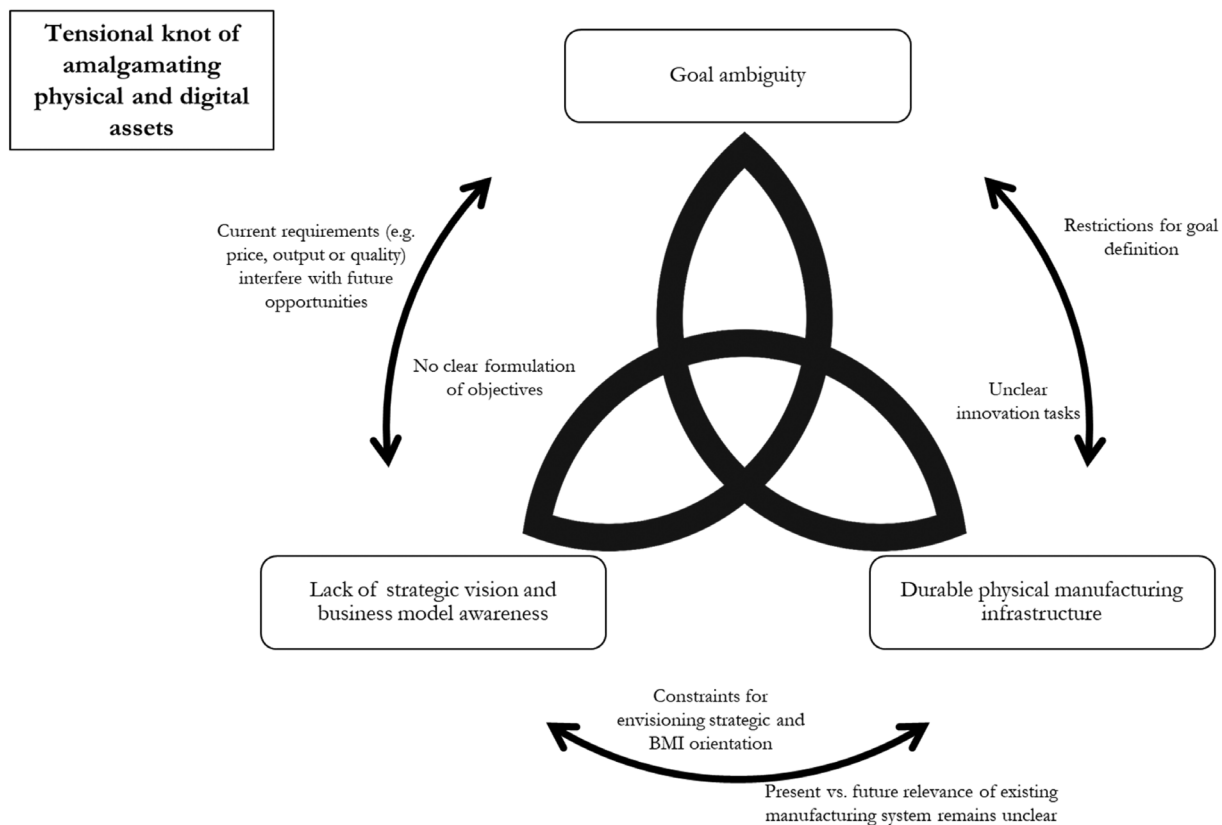 Tensional knot of
amalgamating
physical and digital
assets
Goal ambiguity
Current requirements (e.g.
price, output or quality)
interfere with future
opportunities
Restrictions for goal
definition
No clear formulation
of objectives
Unclear
innovation tasks
Lack of strategic vision and
business model awareness
Durable physical manufacturing
infrastructure
Constraints for
envisioning strategic and
BMI orientation
Present vs. future relevance of existing
manufacturing system remains unclear